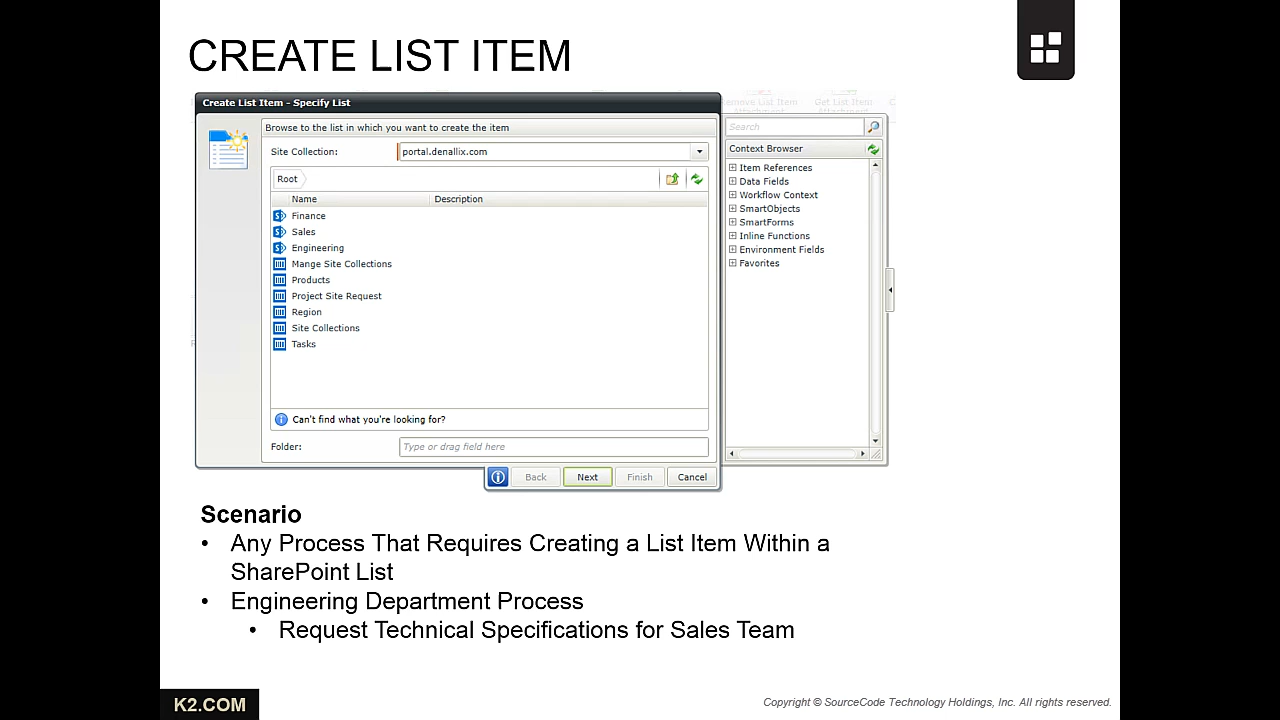 CREATE LIST ITEM
Create List Item - Specify List
Browse to the list in which you want to create the item
Site Collection:
portal.denallix.com
Root
Name Description
Finance
Sales
Engineering
Mange Site Collections
Products
Project Site Request
Region
Site Collections
Tasks
Can't find what you're looking for?
Folder:
Type or drag field here
Back Next Finish Cancel
Get List Item
Search
Context Browser
Item References
Data Fields
Workflow Context
SmartObjects
SmartForms
Inline Functions
Environment Fields
Favorites
Scenario
• Any Process That Requires Creating a List Item Within a
SharePoint List
• Engineering Department Process
• Request Technical Specifications for Sales Team
K2.COM
Copyright © SourceCode Technology Holdings, Inc. All rights reserved.